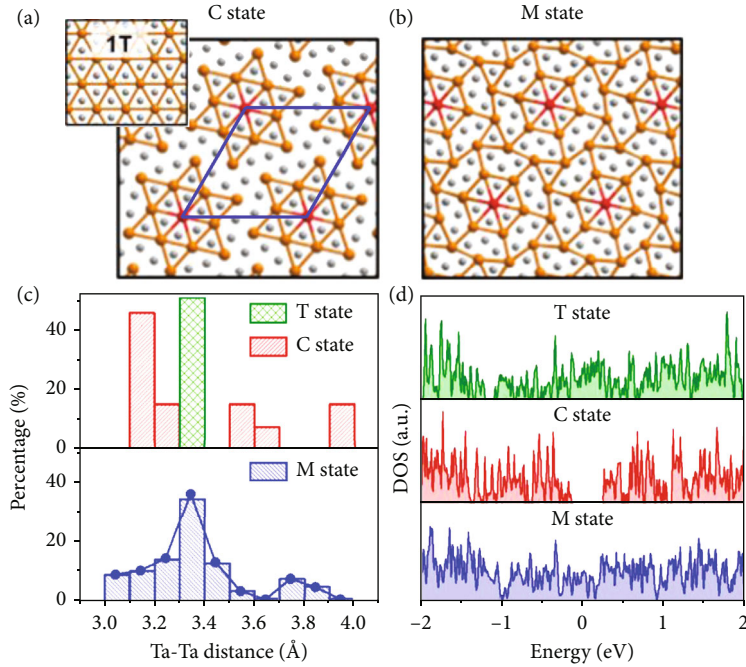 (a)
C state
(b)
M state
1T
(c)
T state
C state
M state
Percentage (%)
40
20
0
40
20
0
3.0
3.2
3.4
3.6
3.8
4.0
Ta-Ta distance (Å)
(d)
T state
C state
M state
DOS (a.u.)
−2
−1
0
1
2
Energy (eV)